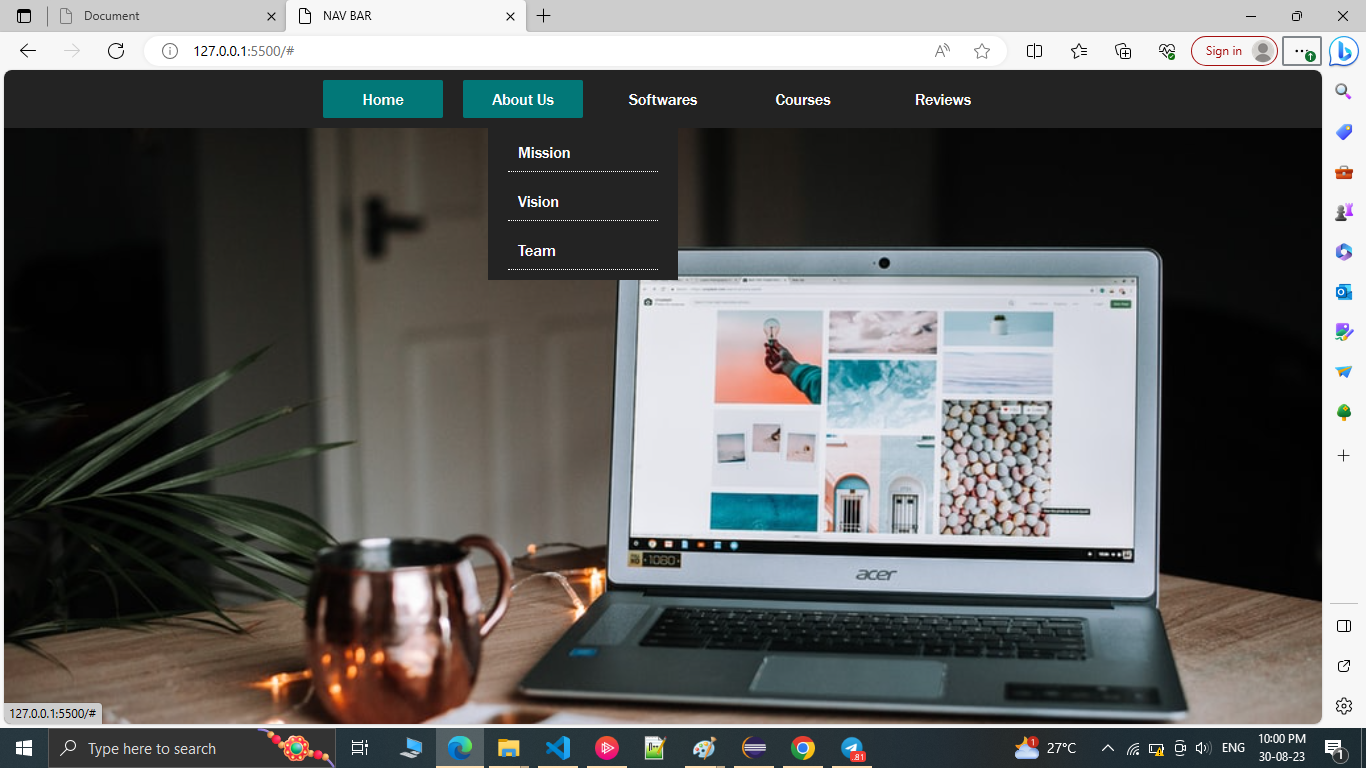 Document
NAV BAR
127.0.0.1:5500/#
Sign in
Home
About Us
Softwares
Courses
Reviews
Mission
Vision
Team
1080
acer
127.0.0.1:5500/#
Type here to search
81
1
27°C
ENG
10:00 PM
30-08-23
1